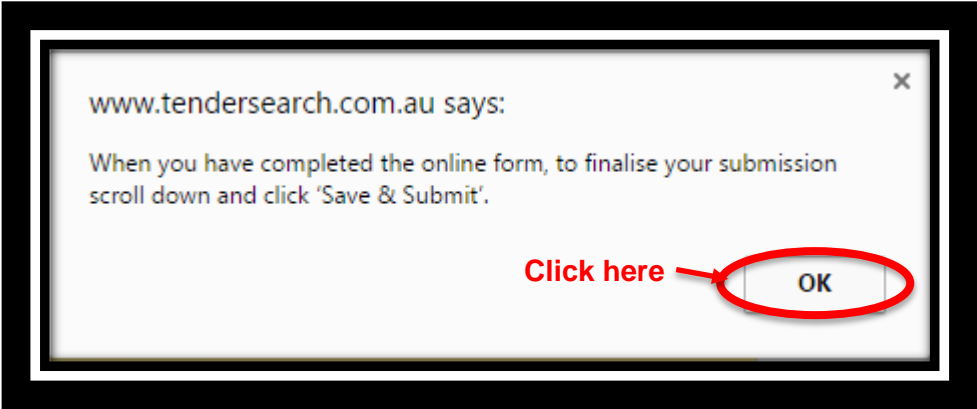 www.tendersearch.com.au says:
When you have completed the online form, to finalise your submission
scroll down and click ‘Save & Submit’.
Click here
OK